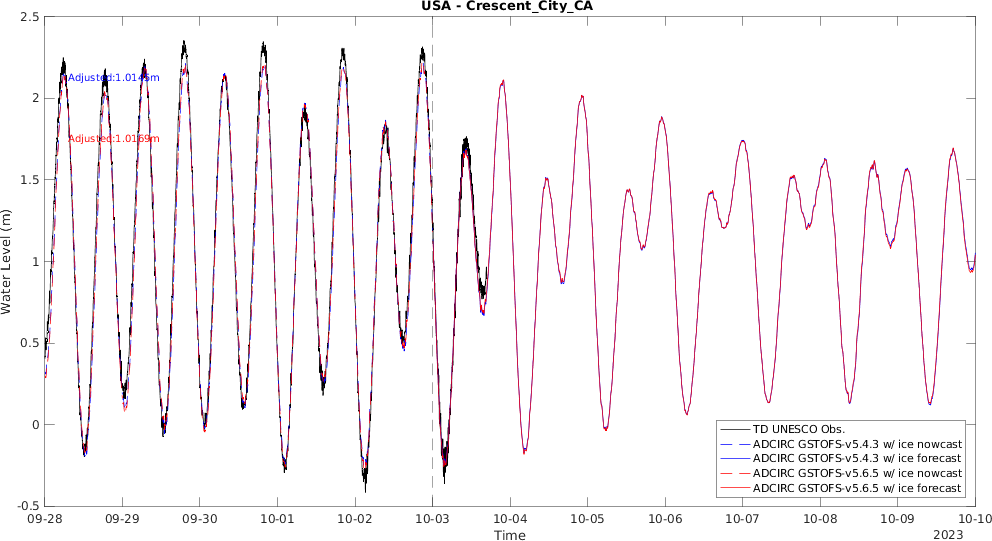 USA - Crescent_City_CA
2.5
2
1.5
1
0.5
0
-0.5
Water Level (m)
Adjusted:1.0145m
Adjusted:1.0169m
TD UNESCO Obs.
ADCIRC GSTOFS-v5.4.3 w/ ice nowcast
ADCIRC GSTOFS-v5.4.3 w/ ice forecast
ADCIRC GSTOFS-v5.6.5 w/ ice nowcast
ADCIRC GSTOFS-v5.6.5 w/ ice forecast
09-28 09-29 09-30 10-01 10-02 10-03 10-04 10-05 10-06 10-07 10-08 10-09 10-10
Time
2023